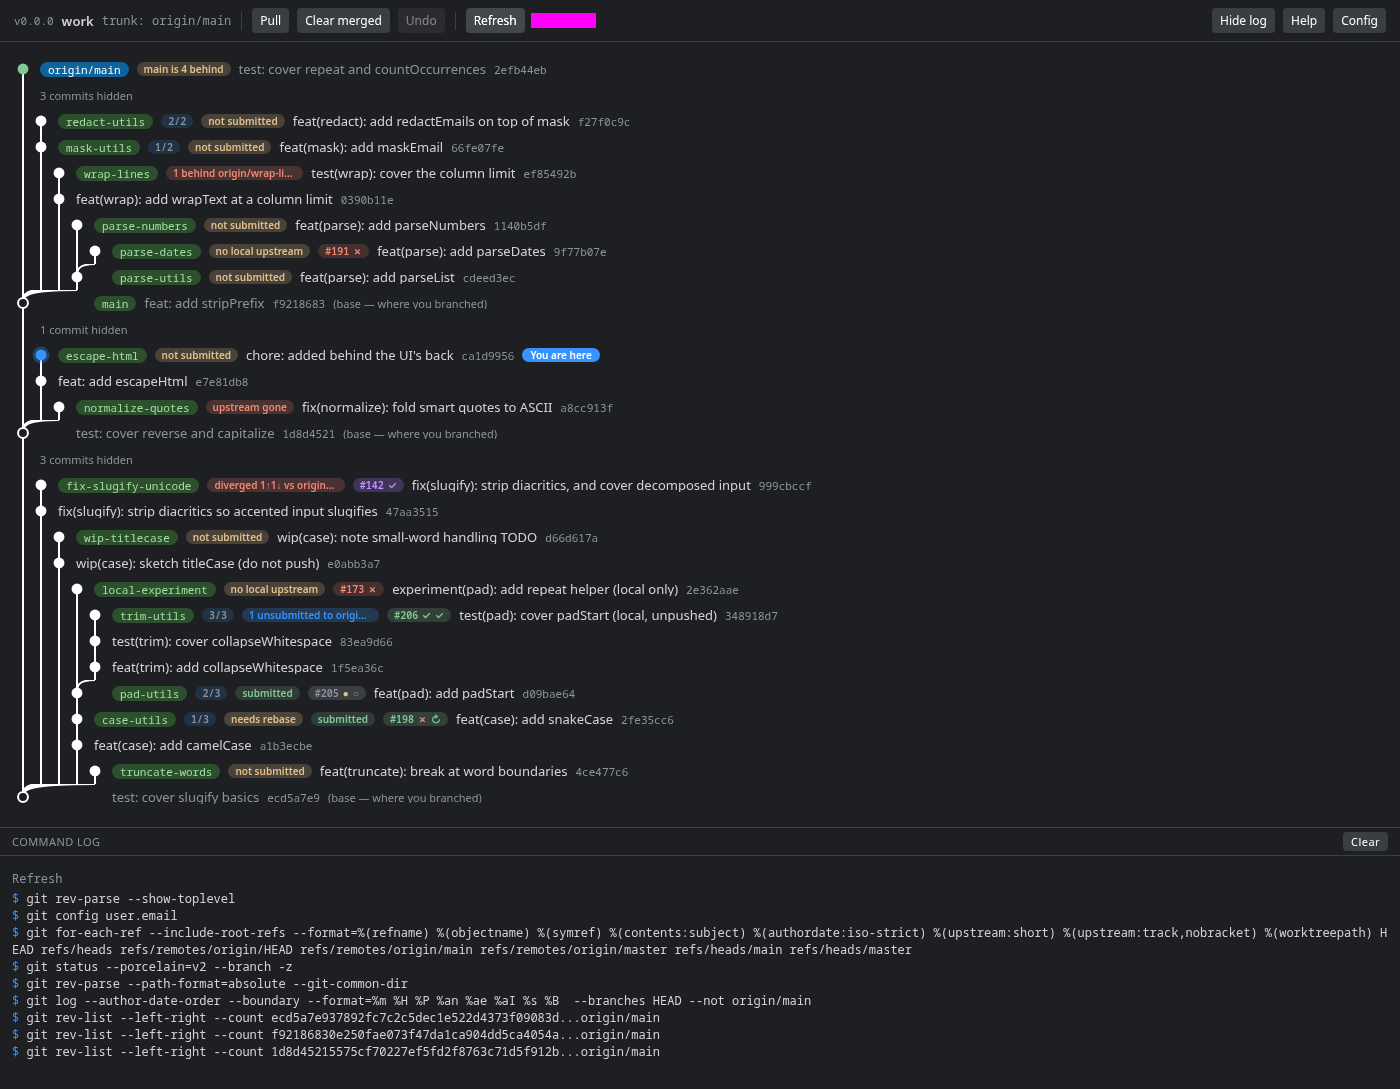 v0.0.0 work trunk: origin/main Pull Clear merged Undo Refresh Hide log Help Config
origin/main main is 4 behind test: cover repeat and countOccurrences 2efb44eb
3 commits hidden
redact-utils 2/2 not submitted feat(redact): add redactEmails on top of mask f27f0c9c
mask-utils 1/2 not submitted feat(mask): add maskEmail 66fe07fe
wrap-lines 1 behind origin/wrap-li... test(wrap): cover the column limit ef85492b
feat(wrap): add wrapText at a column limit 0390b11e
parse-numbers not submitted feat(parse): add parseNumbers 1140b5df
parse-dates no local upstream #191 × feat(parse): add parseDates 9f77b07e
parse-utils not submitted feat(parse): add parseList cdeed3ec
main feat: add stripPrefix f9218683 (base — where you branched)
1 commit hidden
escape-html not submitted chore: added behind the UI's back ca1d9956 You are here
feat: add escapeHtml e7e81db8
normalize-quotes upstream gone fix(normalize): fold smart quotes to ASCII a8cc913f
test: cover reverse and capitalize 1d8d4521 (base — where you branched)
3 commits hidden
fix-slugify-unicode diverged 1↑1↓ vs origin... #142 ✓ fix(slugify): strip diacritics, and cover decomposed input 999cbccf
fix(slugify): strip diacritics so accented input slugifies 47aa3515
wip-titlecase not submitted wip(case): note small-word handling TODO d66d617a
wip(case): sketch titleCase (do not push) e0abb3a7
local-experiment no local upstream #173 × experiment(pad): add repeat helper (local only) 2e362aae
trim-utils 3/3 1 unsubmitted to origi... #206 ✓ ✓ test(pad): cover padStart (local, unpushed) 348918d7
test(trim): cover collapseWhitespace 83ea9d66
feat(trim): add collapseWhitespace 1f5ea36c
pad-utils 2/3 submitted #205 ● ○ feat(pad): add padStart d09bae64
case-utils 1/3 needs rebase submitted #198 × ↻ feat(case): add snakeCase 2fe35cc6
feat(case): add camelCase a1b3ecbe
truncate-words not submitted feat(truncate): break at word boundaries 4ce477c6
test: cover slugify basics ecd5a7e9 (base — where you branched)
COMMAND LOG Clear
Refresh
$ git rev-parse --show-toplevel
$ git config user.email
$ git for-each-ref --include-root-refs --format=%(refname) %(objectname) %(symref) %(contents:subject) %(authordate:iso-strict) %(upstream:short) %(upstream:track,nobracket) %(worktreepath) H
EAD refs/heads refs/remotes/origin/HEAD refs/remotes/origin/main refs/remotes/origin/master refs/heads/main refs/heads/master
$ git status --porcelain=v2 --branch -z
$ git rev-parse --path-format=absolute --git-common-dir
$ git log --author-date-order --boundary --format=%m %H %P %an %ae %aI %s %B --branches HEAD --not origin/main
$ git rev-list --left-right --count ecd5a7e937892fc7c2c5dec1e522d4373f09083d...origin/main
$ git rev-list --left-right --count f92186830e250fae073f47da1ca904dd5ca4054a...origin/main
$ git rev-list --left-right --count 1d8d45215575cf70227ef5fd2f8763c71d5f912b...origin/main